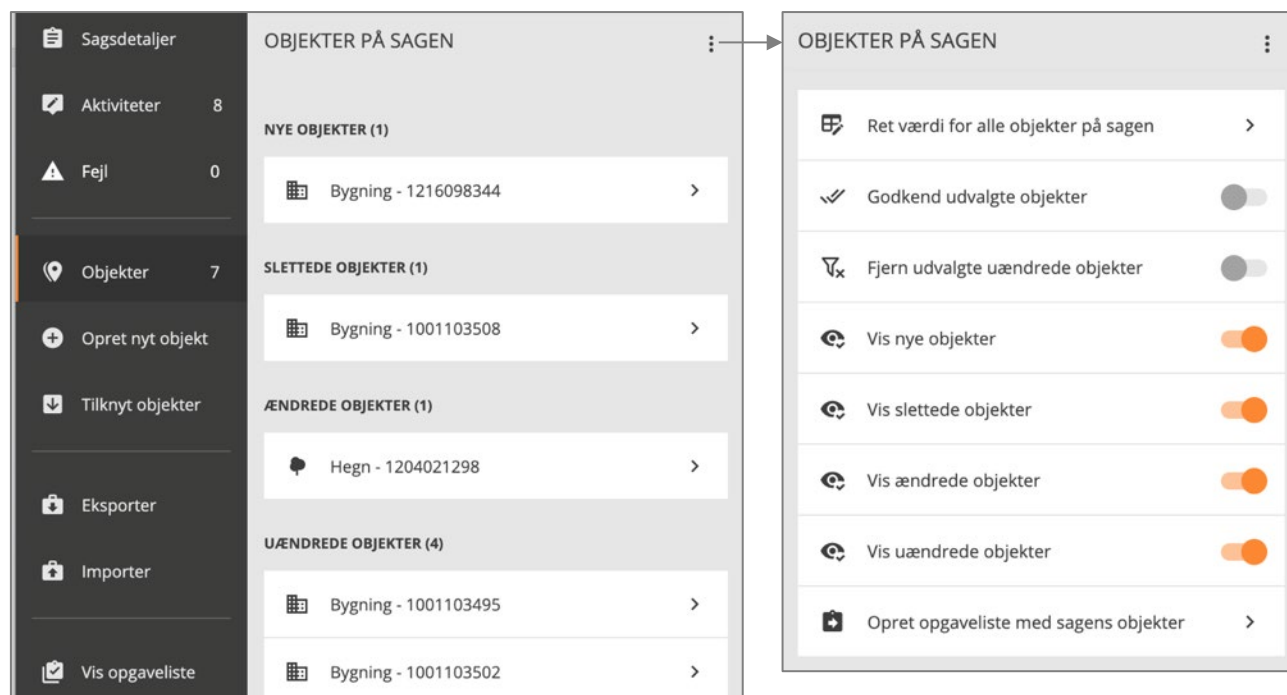 Sagsdetaljer
Aktiviteter 8
Fejl 0
Objekter 7
Opret nyt objekt
Tilknyt objekter
Eksporter
Importer
Vis opgaveliste
OBJEKTER PÅ SAGEN
NYE OBJEKTER (1)
Bygning - 1216098344
SLETTEDE OBJEKTER (1)
Bygning - 1001103508
ÆNDREDE OBJEKTER (1)
Hegn - 1204021298
UÆNDREDE OBJEKTER (4)
Bygning - 1001103495
Bygning - 1001103502
OBJEKTER PÅ SAGEN
Ret værdi for alle objekter på sagen
Godkend udvalgte objekter
Fjern udvalgte uændrede objekter
Vis nye objekter
Vis slettede objekter
Vis ændrede objekter
Vis uændrede objekter
Opret opgaveliste med sagens objekter